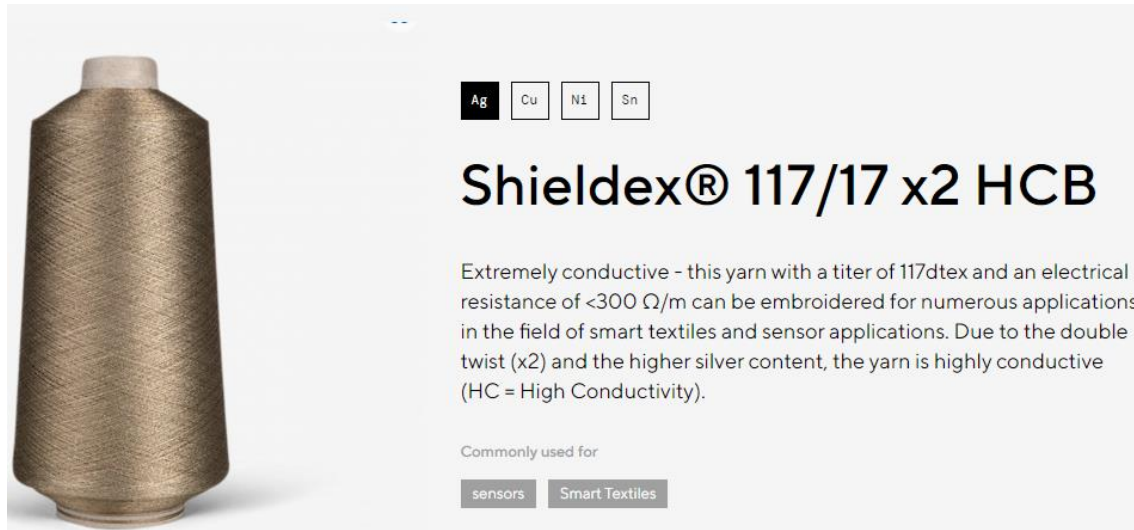 Ag Cu Ni Sn
Shieldex® 117/17 x2 HCB
Extremely conductive - this yarn with a titer of 117dtex and an electrical
resistance of <300 Ω/m can be embroidered for numerous applications
in the field of smart textiles and sensor applications. Due to the double
twist (x2) and the higher silver content, the yarn is highly conductive
(HC = High Conductivity).
Commonly used for
sensors Smart Textiles